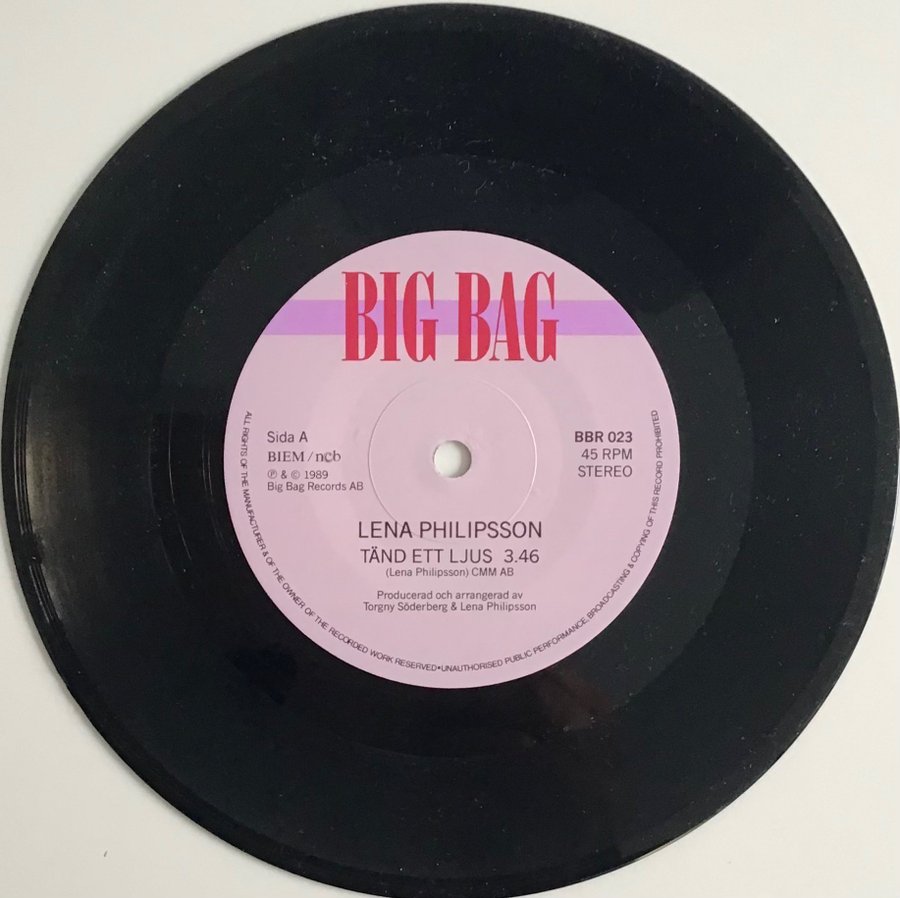 BIG BAG
Sida A
BIEM/ncb
℗ & © 1989
Big Bag Records AB
BBR 023
45 RPM
STEREO
LENA PHILIPSSON
TÄND ETT LJUS 3.46
(Lena Philipsson) CMM AB
Producerad och arrangerad av
Torgny Söderberg & Lena Philipsson
ALL RIGHTS OF THE MANUFACTURER & OF THE OWNER OF THE RECORDED WORK RESERVED•UNAUTHORISED PUBLIC PERFORMANCE, BROADCASTING & COPYING OF THIS RECORD PROHIBITED